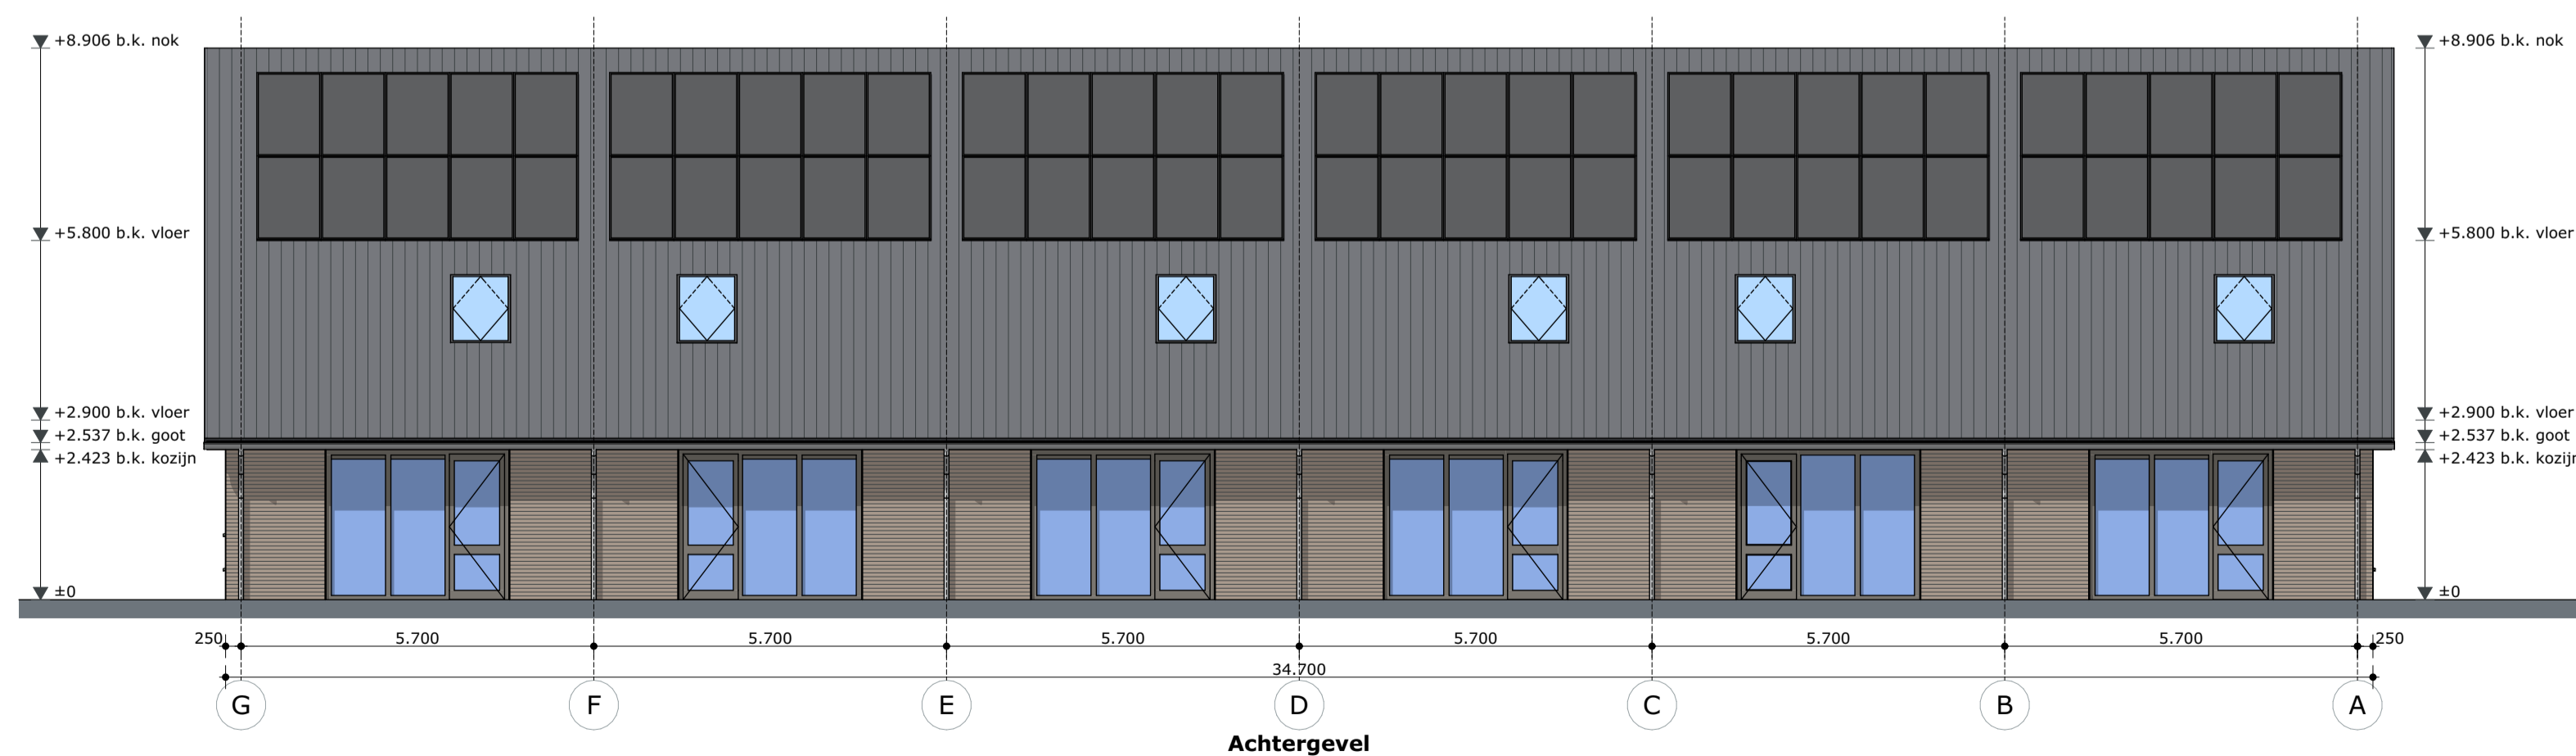 +8.906 b.k. nok +8.906 b.k. nok
+5.800 b.k. vloer +5.800 b.k. vloer
+2.900 b.k. vloer +2.900 b.k. vloer
+2.537 b.k. goot +2.537 b.k. goot
+2.423 b.k. kozijn +2.423 b.k. kozijn
±0 ±0
250 5.700 5.700 5.700 5.700 5.700 5.700 250
34.700
G F E D C B A
Achtergevel